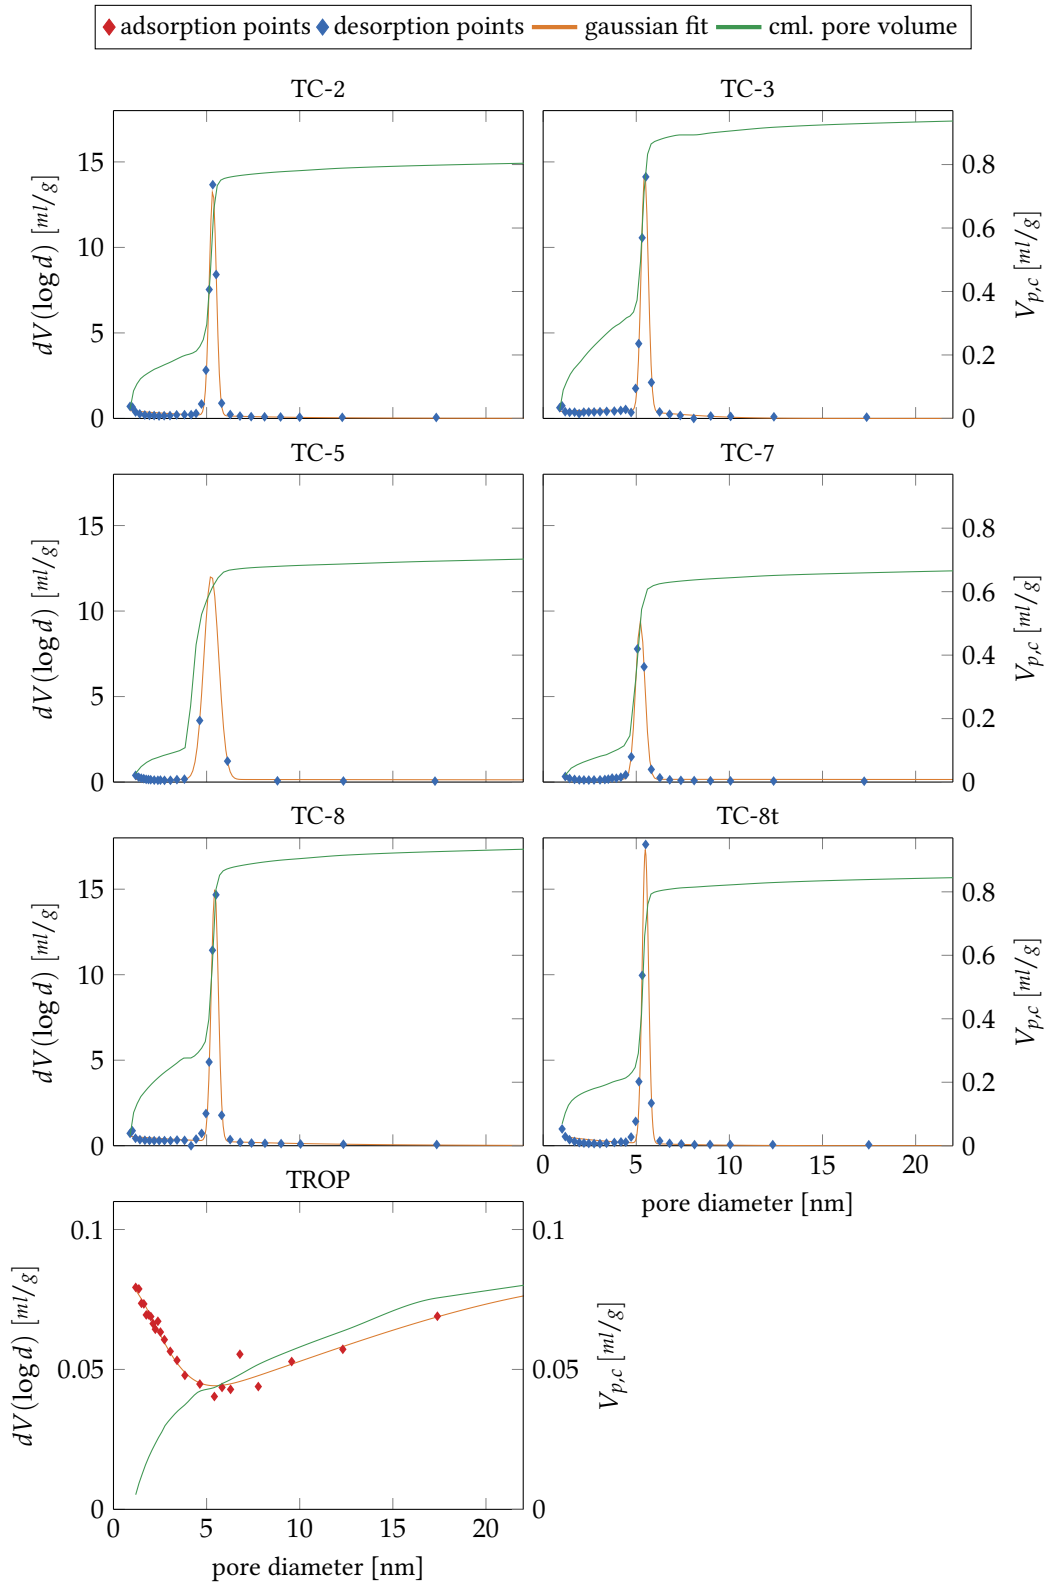 adsorption points desorption points gaussian fit cml. pore volume
TC-2
TC-3
15
10
5
0
dV(log d) [ml/g]
0.8
0.6
0.4
0.2
0
V_{p,c} [ml/g]
TC-5
TC-7
15
10
5
0
dV(log d) [ml/g]
0.8
0.6
0.4
0.2
0
V_{p,c} [ml/g]
TC-8
TC-8t
15
10
5
0
dV(log d) [ml/g]
0.8
0.6
0.4
0.2
0
V_{p,c} [ml/g]
0 5 10 15 20
pore diameter [nm]
TROP
0.1
0.05
0
dV(log d) [ml/g]
0.1
0.05
0
V_{p,c} [ml/g]
0 5 10 15 20
pore diameter [nm]